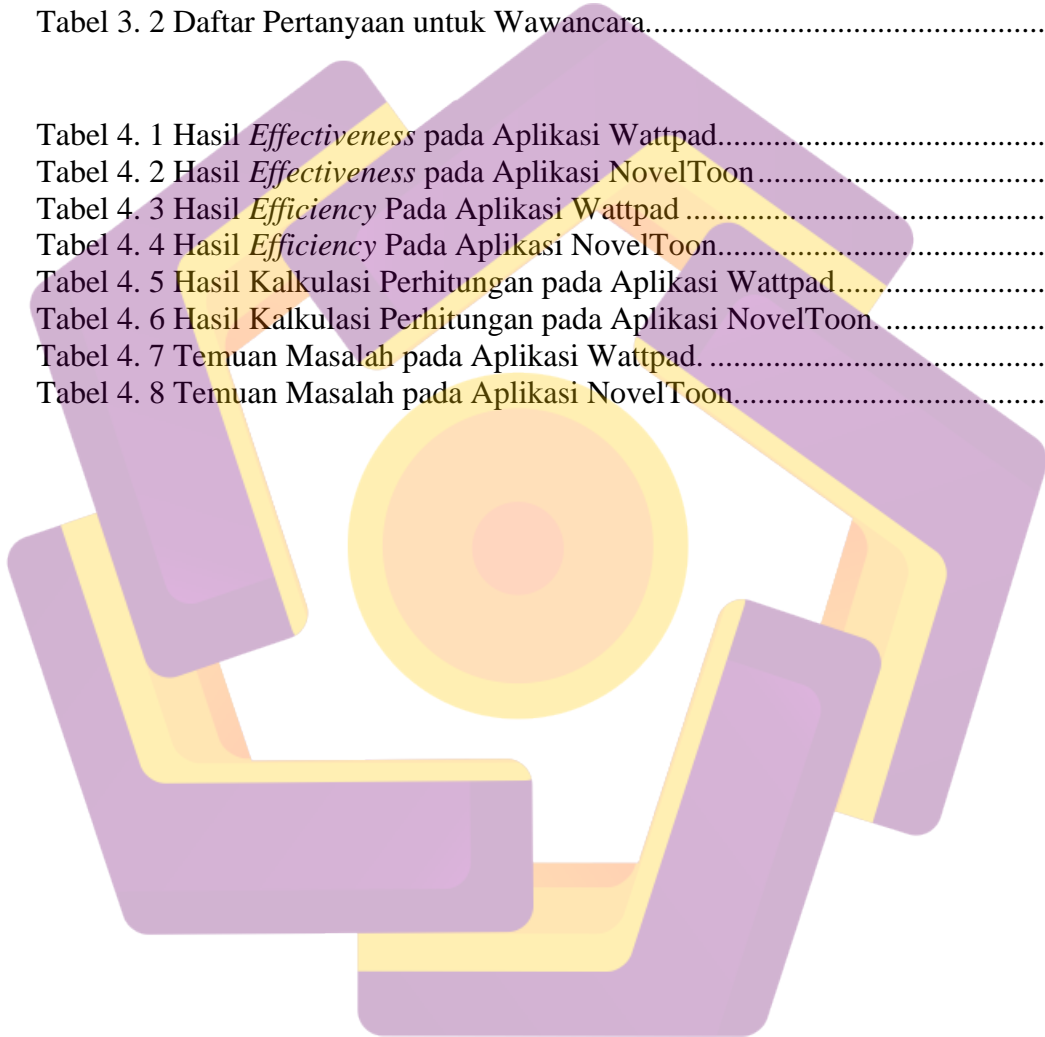 Tabel 3. 2 Daftar Pertanyaan untuk Wawancara..................................................
Tabel 4. 1 Hasil Effectiveness pada Aplikasi Wattpad.........................................
Tabel 4. 2 Hasil Effectiveness pada Aplikasi NovelToon....................................
Tabel 4. 3 Hasil Efficiency Pada Aplikasi Wattpad.............................................
Tabel 4. 4 Hasil Efficiency Pada Aplikasi NovelToon.........................................
Tabel 4. 5 Hasil Kalkulasi Perhitungan pada Aplikasi Wattpad..........................
Tabel 4. 6 Hasil Kalkulasi Perhitungan pada Aplikasi NovelToon.....................
Tabel 4. 7 Temuan Masalah pada Aplikasi Wattpad. ..........................................
Tabel 4. 8 Temuan Masalah pada Aplikasi NovelToon.......................................